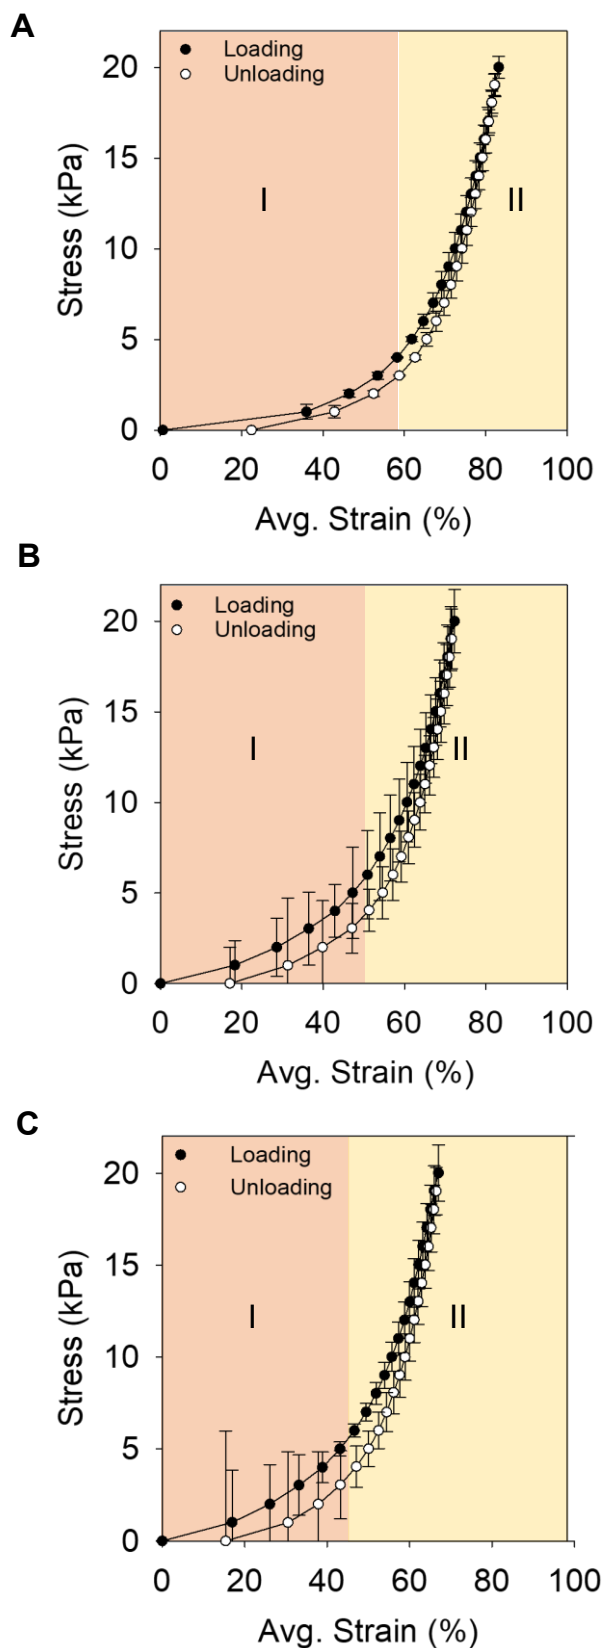 A
Loading
Unloading
20
15
10
5
0
Stress (kPa)
I
II
0 20 40 60 80 100
Avg. Strain (%)
B
Loading
Unloading
20
15
10
5
0
Stress (kPa)
I
II
0 20 40 60 80 100
Avg. Strain (%)
C
Loading
Unloading
20
15
10
5
0
Stress (kPa)
I
II
0 20 40 60 80 100
Avg. Strain (%)